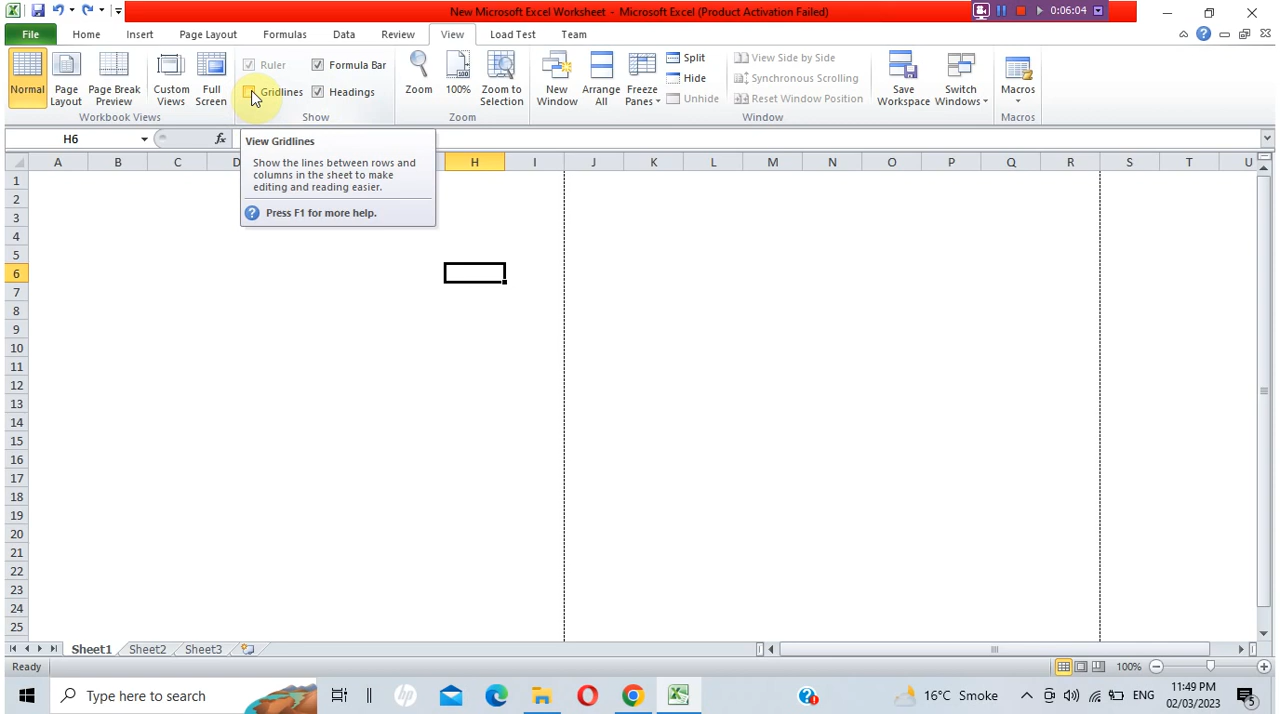 New Microsoft Excel Worksheet - Microsoft Excel (Product Activation Failed)
0:06:04
File Home Insert Page Layout Formulas Data Review View Load Test Team
Normal
Page Layout
Page Break Preview
Custom Views
Full Screen
Workbook Views
Ruler
Formula Bar
Gridlines
Headings
Show
Zoom
100%
Zoom to Selection
Zoom
New Window
Arrange All
Freeze Panes
Split
Hide
Unhide
View Side by Side
Synchronous Scrolling
Reset Window Position
Window
Save Workspace
Switch Windows
Macros
Macros
H6
fx
View Gridlines
Show the lines between rows and
columns in the sheet to make
editing and reading easier.
Press F1 for more help.
A B C D H I J K L M N O P Q R S T U
1
2
3
4
5
6
7
8
9
10
11
12
13
14
15
16
17
18
19
20
21
22
23
24
25
Sheet1 Sheet2 Sheet3
Ready
100%
Type here to search
hp
16°C Smoke
ENG
11:49 PM
02/03/2023
5